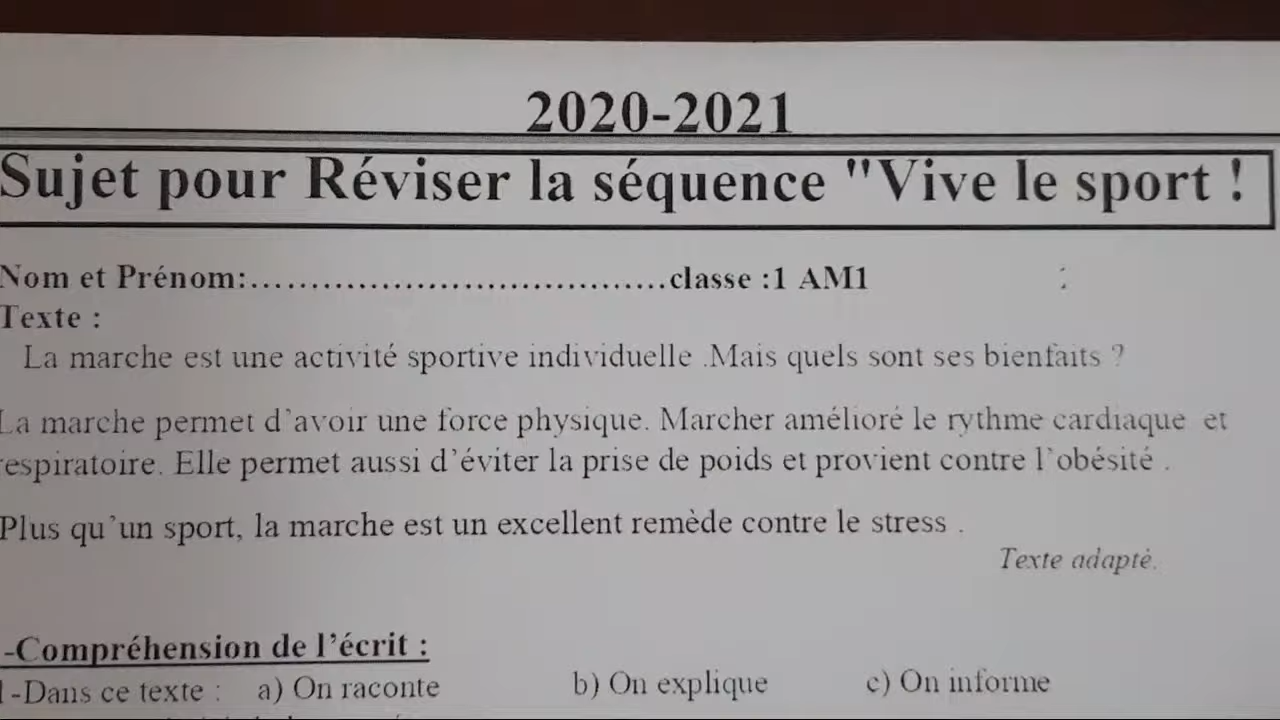 2020-2021
Sujet pour Réviser la séquence "Vive le sport !
Nom et Prénom:..................................classe :1 AM1
Texte :
La marche est une activité sportive individuelle .Mais quels sont ses bienfaits ?
La marche permet d'avoir une force physique. Marcher amélioré le rythme cardiaque et
respiratoire. Elle permet aussi d'éviter la prise de poids et provient contre l'obésité .
Plus qu'un sport, la marche est un excellent remède contre le stress .
Texte adapté.
-Compréhension de l'écrit :
1-Dans ce texte : a) On raconte b) On explique c) On informe